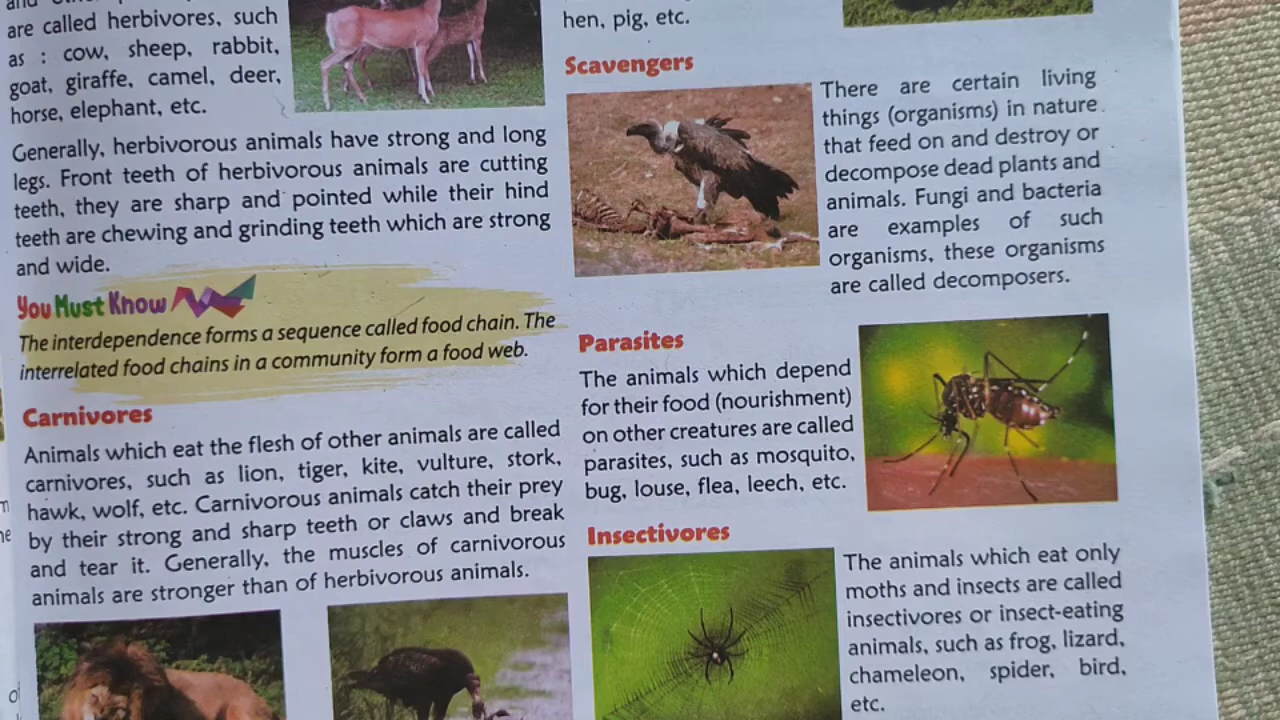 are called herbivores, such
as : cow, sheep, rabbit,
goat, giraffe, camel, deer,
horse, elephant, etc.
Generally, herbivorous animals have strong and long
legs. Front teeth of herbivorous animals are cutting
teeth, they are sharp and pointed while their hind
teeth are chewing and grinding teeth which are strong
and wide.
You Must Know
The interdependence forms a sequence called food chain. The
interrelated food chains in a community form a food web.
Carnivores
Animals which eat the flesh of other animals are called
carnivores, such as lion, tiger, kite, vulture, stork,
hawk, wolf, etc. Carnivorous animals catch their prey
by their strong and sharp teeth or claws and break
and tear it. Generally, the muscles of carnivorous
animals are stronger than of herbivorous animals.
hen, pig, etc.
Scavengers
There are certain living
things (organisms) in nature
that feed on and destroy or
decompose dead plants and
animals. Fungi and bacteria
are examples of such
organisms, these organisms
are called decomposers.
Parasites
The animals which depend
for their food (nourishment)
on other creatures are called
parasites, such as mosquito,
bug, louse, flea, leech, etc.
Insectivores
The animals which eat only
moths and insects are called
insectivores or insect-eating
animals, such as frog, lizard,
chameleon, spider, bird,
etc.